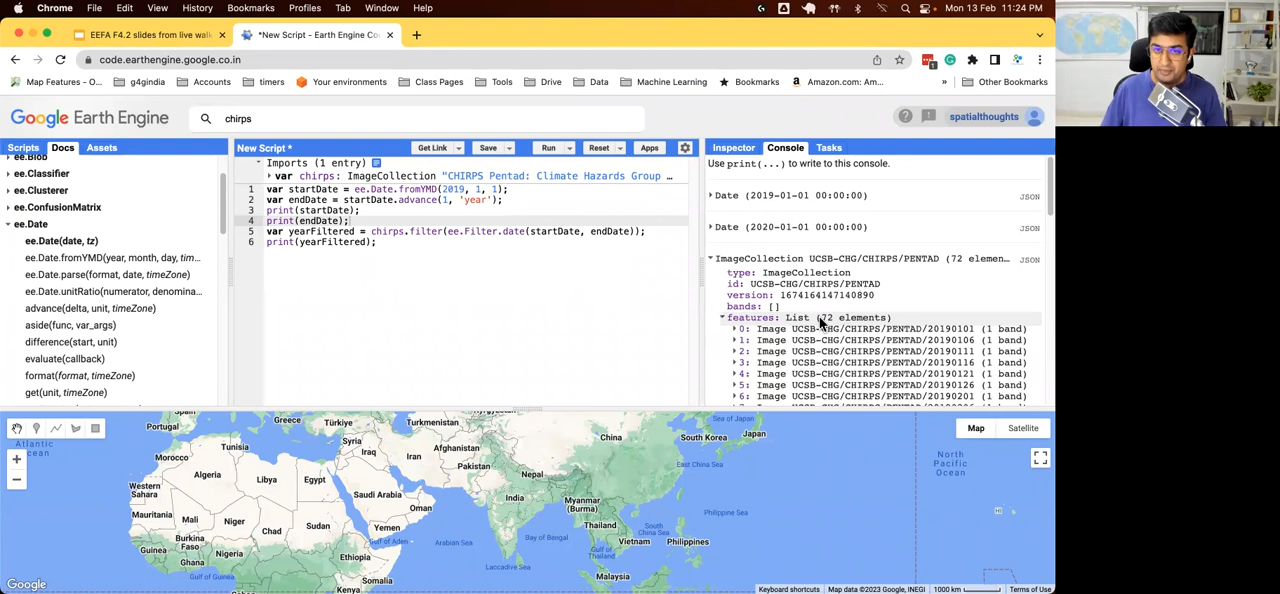 Chrome File Edit View History Bookmarks Profiles Tab Window Help Mon 13 Feb 11:24 PM
EEFA F4.2 slides from live walk × *New Script - Earth Engine Co × +
code.earthengine.google.co.in
Map Features - O... g4gindia Accounts timers Your environments Class Pages Tools Drive Data Machine Learning Bookmarks Amazon.com: Am... » Other Bookmarks
Google Earth Engine chirps spatialthoughts
Scripts Docs Assets
ee.Blob
ee.Classifier
ee.Clusterer
ee.ConfusionMatrix
ee.Date
ee.Date(date, tz)
ee.Date.fromYMD(year, month, day, tim...
ee.Date.parse(format, date, timeZone)
ee.Date.unitRatio(numerator, denomina...
advance(delta, unit, timeZone)
aside(func, var_args)
difference(start, unit)
evaluate(callback)
format(format, timeZone)
get(unit, timeZone)
New Script * Get Link Save Run Reset Apps
Imports (1 entry)
var chirps: ImageCollection "CHIRPS Pentad: Climate Hazards Group …
1 var startDate = ee.Date.fromYMD(2019, 1, 1);
2 var endDate = startDate.advance(1, 'year');
3 print(startDate);
4 print(endDate);
5 var yearFiltered = chirps.filter(ee.Filter.date(startDate, endDate));
6 print(yearFiltered);
Inspector Console Tasks
Use print(...) to write to this console.
Date (2019-01-01 00:00:00) JSON
Date (2020-01-01 00:00:00) JSON
ImageCollection UCSB-CHG/CHIRPS/PENTAD (72 elemen… JSON
type: ImageCollection
id: UCSB-CHG/CHIRPS/PENTAD
version: 1674164147140890
bands: []
features: List (72 elements)
0: Image UCSB-CHG/CHIRPS/PENTAD/20190101 (1 band)
1: Image UCSB-CHG/CHIRPS/PENTAD/20190106 (1 band)
2: Image UCSB-CHG/CHIRPS/PENTAD/20190111 (1 band)
3: Image UCSB-CHG/CHIRPS/PENTAD/20190116 (1 band)
4: Image UCSB-CHG/CHIRPS/PENTAD/20190121 (1 band)
5: Image UCSB-CHG/CHIRPS/PENTAD/20190126 (1 band)
6: Image UCSB-CHG/CHIRPS/PENTAD/20190201 (1 band)
Map Satellite
Spain
Portugal
Greece
Türkiye
Turkmenistan
Sea of Japan
China
South Korea
Japan
Atlantic
Ocean
Morocco
Tunisia
Syria
Iraq
Iran
Afghanistan
Pakistan
North
Pacific
Ocean
East China Sea
Western
Sahara
Algeria
Libya
Egypt
Saudi Arabia
Oman
Nepal
India
Myanmar
(Burma)
Mauritania
Mali
Niger
Chad
Sudan
Yemen
Gulf of Aden
Arabian Sea
Bay of Bengal
Thailand
Vietnam
South
China Sea
Philippine Sea
Philippines
Guinea
Burkina
Faso
Ghana
Nigeria
Ethiopia
Gulf of Guinea
Somalia
Laccadive Sea
Gulf of
Thailand
Malaysia
HI
Google
Keyboard shortcuts Map data ©2023 Google, INEGI 1000 km Terms of Use